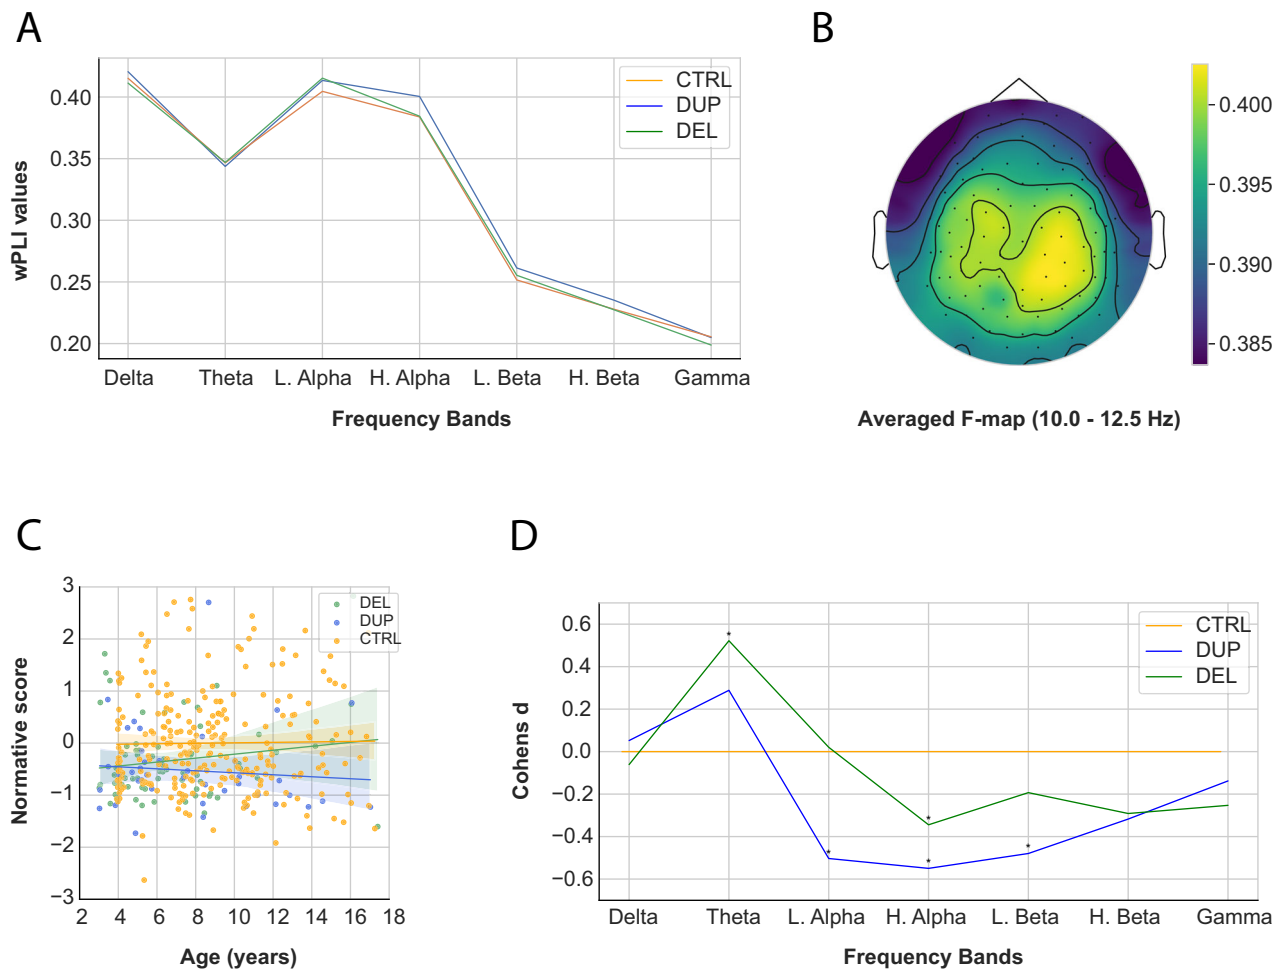 A
0.40
0.35
0.30
0.25
0.20
wPLI values
CTRL
DUP
DEL
Delta Theta L. Alpha H. Alpha L. Beta H. Beta Gamma
Frequency Bands
B
0.400
0.395
0.390
0.385
Averaged F-map (10.0 - 12.5 Hz)
C
3
2
1
0
−1
−2
−3
Normative score
DEL
DUP
CTRL
2 4 6 8 10 12 14 16 18
Age (years)
D
0.6
0.4
0.2
0.0
−0.2
−0.4
−0.6
Cohens d
CTRL
DUP
DEL
*
*
*
*
*
Delta Theta L. Alpha H. Alpha L. Beta H. Beta Gamma
Frequency Bands